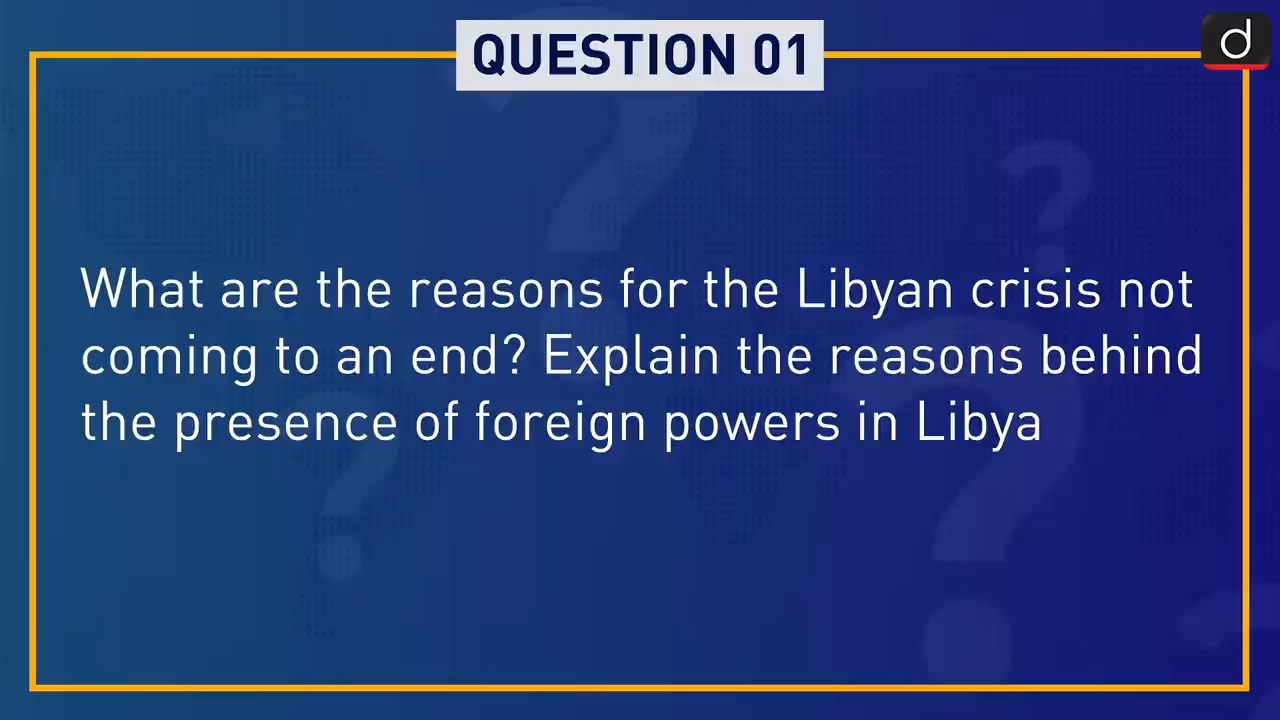 QUESTION 01
d
What are the reasons for the Libyan crisis not
coming to an end? Explain the reasons behind
the presence of foreign powers in Libya